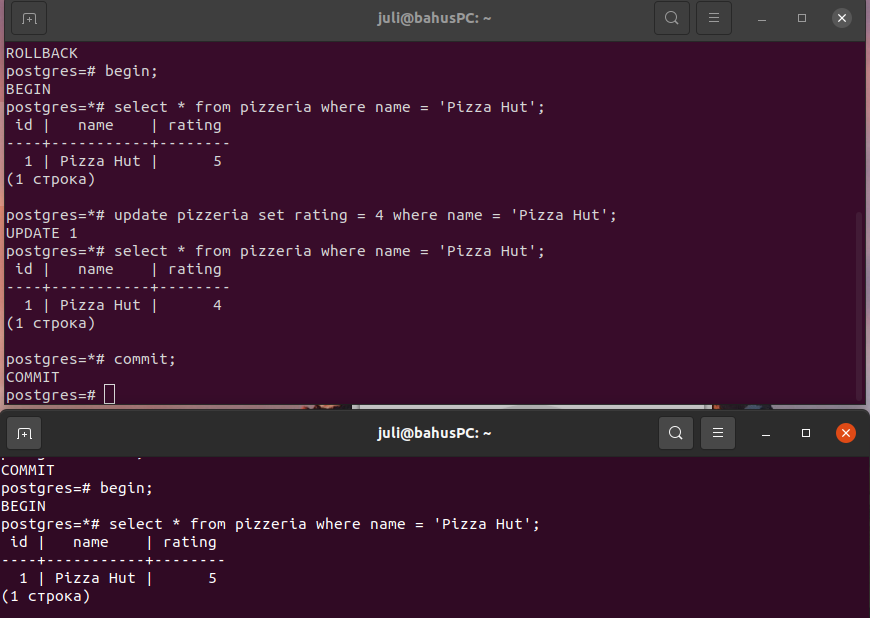 juli@bahusPC: ~
ROLLBACK
postgres=# begin;
BEGIN
postgres=*# select * from pizzeria where name = 'Pizza Hut';
 id |   name    | rating
----+-----------+--------
  1 | Pizza Hut |      5
(1 строка)

postgres=*# update pizzeria set rating = 4 where name = 'Pizza Hut';
UPDATE 1
postgres=*# select * from pizzeria where name = 'Pizza Hut';
 id |   name    | rating
----+-----------+--------
  1 | Pizza Hut |      4
(1 строка)

postgres=*# commit;
COMMIT
postgres=#
juli@bahusPC: ~
COMMIT
postgres=# begin;
BEGIN
postgres=*# select * from pizzeria where name = 'Pizza Hut';
 id |   name    | rating
----+-----------+--------
  1 | Pizza Hut |      5
(1 строка)